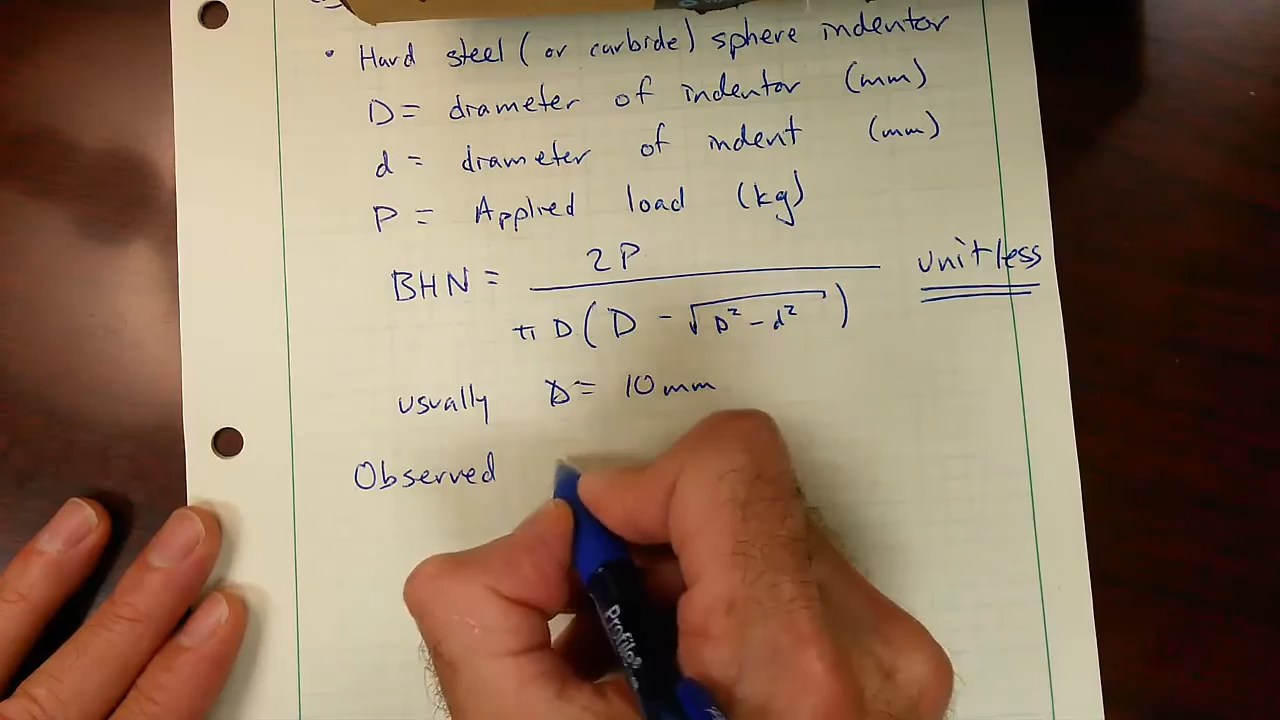 • Hard steel (or carbide) sphere indentor
D = diameter of indentor (mm)
d = diameter of indent (mm)
P = Applied load (kg)
BHN = 2P / π D ( D - √D² - d² ) unitless
usually D = 10 mm
Observed
Profile®